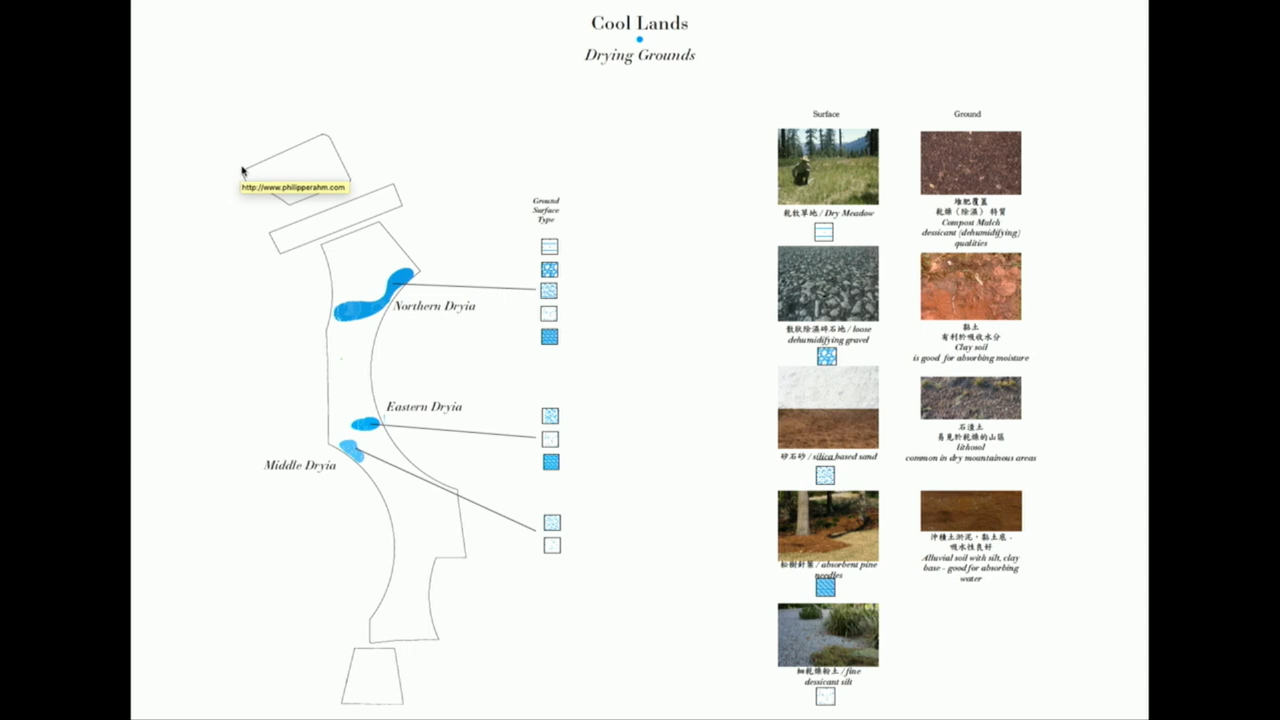 Cool Lands
Drying Grounds
http://www.philipperahm.com
Ground
Surface
Type
Northern Dryia
Eastern Dryia
Middle Dryia
Surface
乾牧草地 / Dry Meadow
散狀除濕碎石地 / loose
dehumidifying gravel
矽石砂 / silica based sand
松樹針葉 / absorbent pine
needles
細乾燥粉土 / fine
dessicant silt
Ground
堆肥覆蓋
乾燥（除濕） 特質
Compost Mulch
dessicant (dehumidifying)
qualities
黏土
有利於吸收水分
Clay soil
is good for absorbing moisture
石渣土
易見於乾燥的山區
lithosol
common in dry mountainous areas
沖積土淤泥，黏土底 -
吸水性良好
Alluvial soil with silt, clay
base - good for absorbing
water